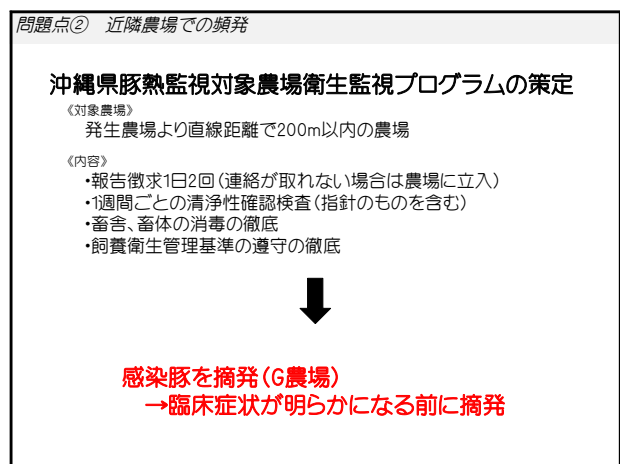 問題点② 近隣農場での頻発
沖縄県豚熱監視対象農場衛生監視プログラムの策定
《対象農場》
発生農場より直線距離で200m以内の農場
《内容》
・報告徴求1日2回(連絡が取れない場合は農場に立入)
・1週間ごとの清浄性確認検査(指針のものを含む)
・畜舎、畜体の消毒の徹底
・飼養衛生管理基準の遵守の徹底
感染豚を摘発(G農場)
→臨床症状が明らかになる前に摘発